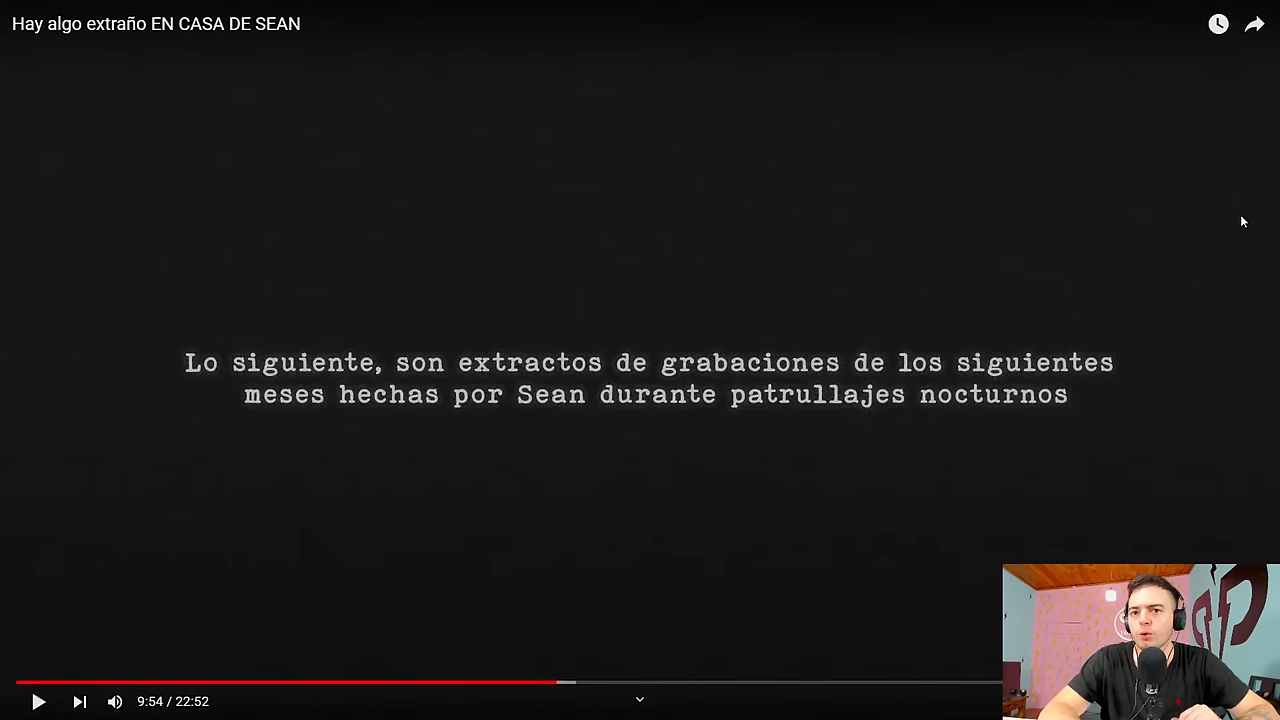 Hay algo extraño EN CASA DE SEAN
Lo siguiente, son extractos de grabaciones de los siguientes
meses hechas por Sean durante patrullajes nocturnos
9:54 / 22:52